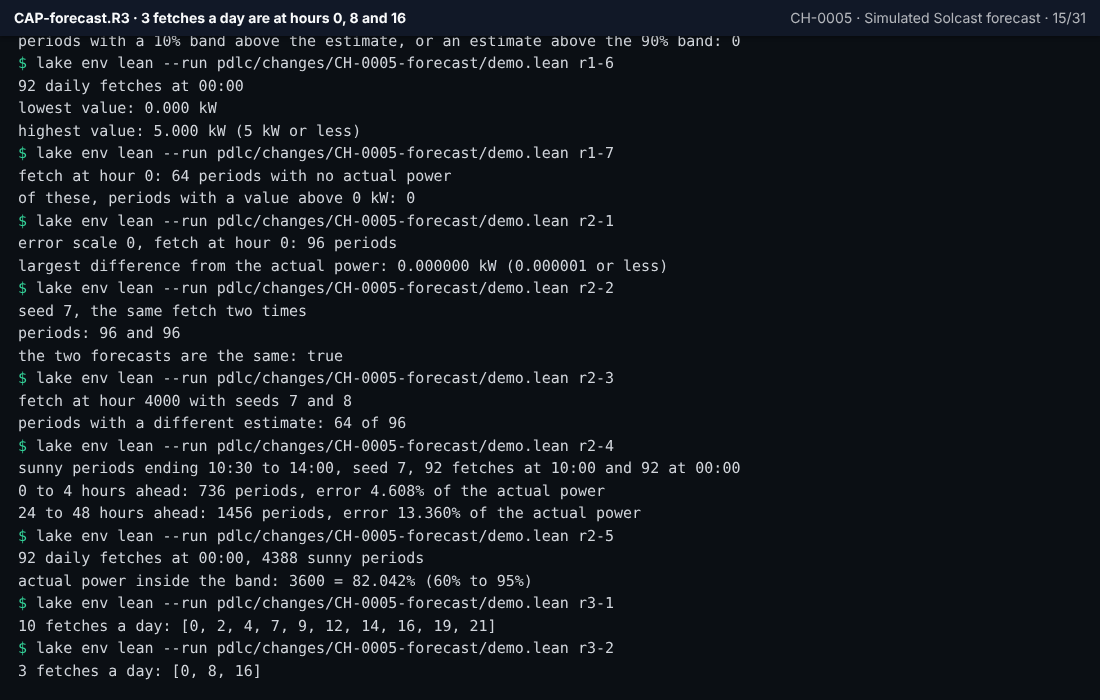 CAP-forecast.R3 · 3 fetches a day are at hours 0, 8 and 16
CH-0005 · Simulated Solcast forecast · 15/31
periods with a 10% band above the estimate, or an estimate above the 90% band: 0
$ lake env lean --run pdlc/changes/CH-0005-forecast/demo.lean r1-6
92 daily fetches at 00:00
lowest value: 0.000 kW
highest value: 5.000 kW (5 kW or less)
$ lake env lean --run pdlc/changes/CH-0005-forecast/demo.lean r1-7
fetch at hour 0: 64 periods with no actual power
of these, periods with a value above 0 kW: 0
$ lake env lean --run pdlc/changes/CH-0005-forecast/demo.lean r2-1
error scale 0, fetch at hour 0: 96 periods
largest difference from the actual power: 0.000000 kW (0.000001 or less)
$ lake env lean --run pdlc/changes/CH-0005-forecast/demo.lean r2-2
seed 7, the same fetch two times
periods: 96 and 96
the two forecasts are the same: true
$ lake env lean --run pdlc/changes/CH-0005-forecast/demo.lean r2-3
fetch at hour 4000 with seeds 7 and 8
periods with a different estimate: 64 of 96
$ lake env lean --run pdlc/changes/CH-0005-forecast/demo.lean r2-4
sunny periods ending 10:30 to 14:00, seed 7, 92 fetches at 10:00 and 92 at 00:00
0 to 4 hours ahead: 736 periods, error 4.608% of the actual power
24 to 48 hours ahead: 1456 periods, error 13.360% of the actual power
$ lake env lean --run pdlc/changes/CH-0005-forecast/demo.lean r2-5
92 daily fetches at 00:00, 4388 sunny periods
actual power inside the band: 3600 = 82.042% (60% to 95%)
$ lake env lean --run pdlc/changes/CH-0005-forecast/demo.lean r3-1
10 fetches a day: [0, 2, 4, 7, 9, 12, 14, 16, 19, 21]
$ lake env lean --run pdlc/changes/CH-0005-forecast/demo.lean r3-2
3 fetches a day: [0, 8, 16]